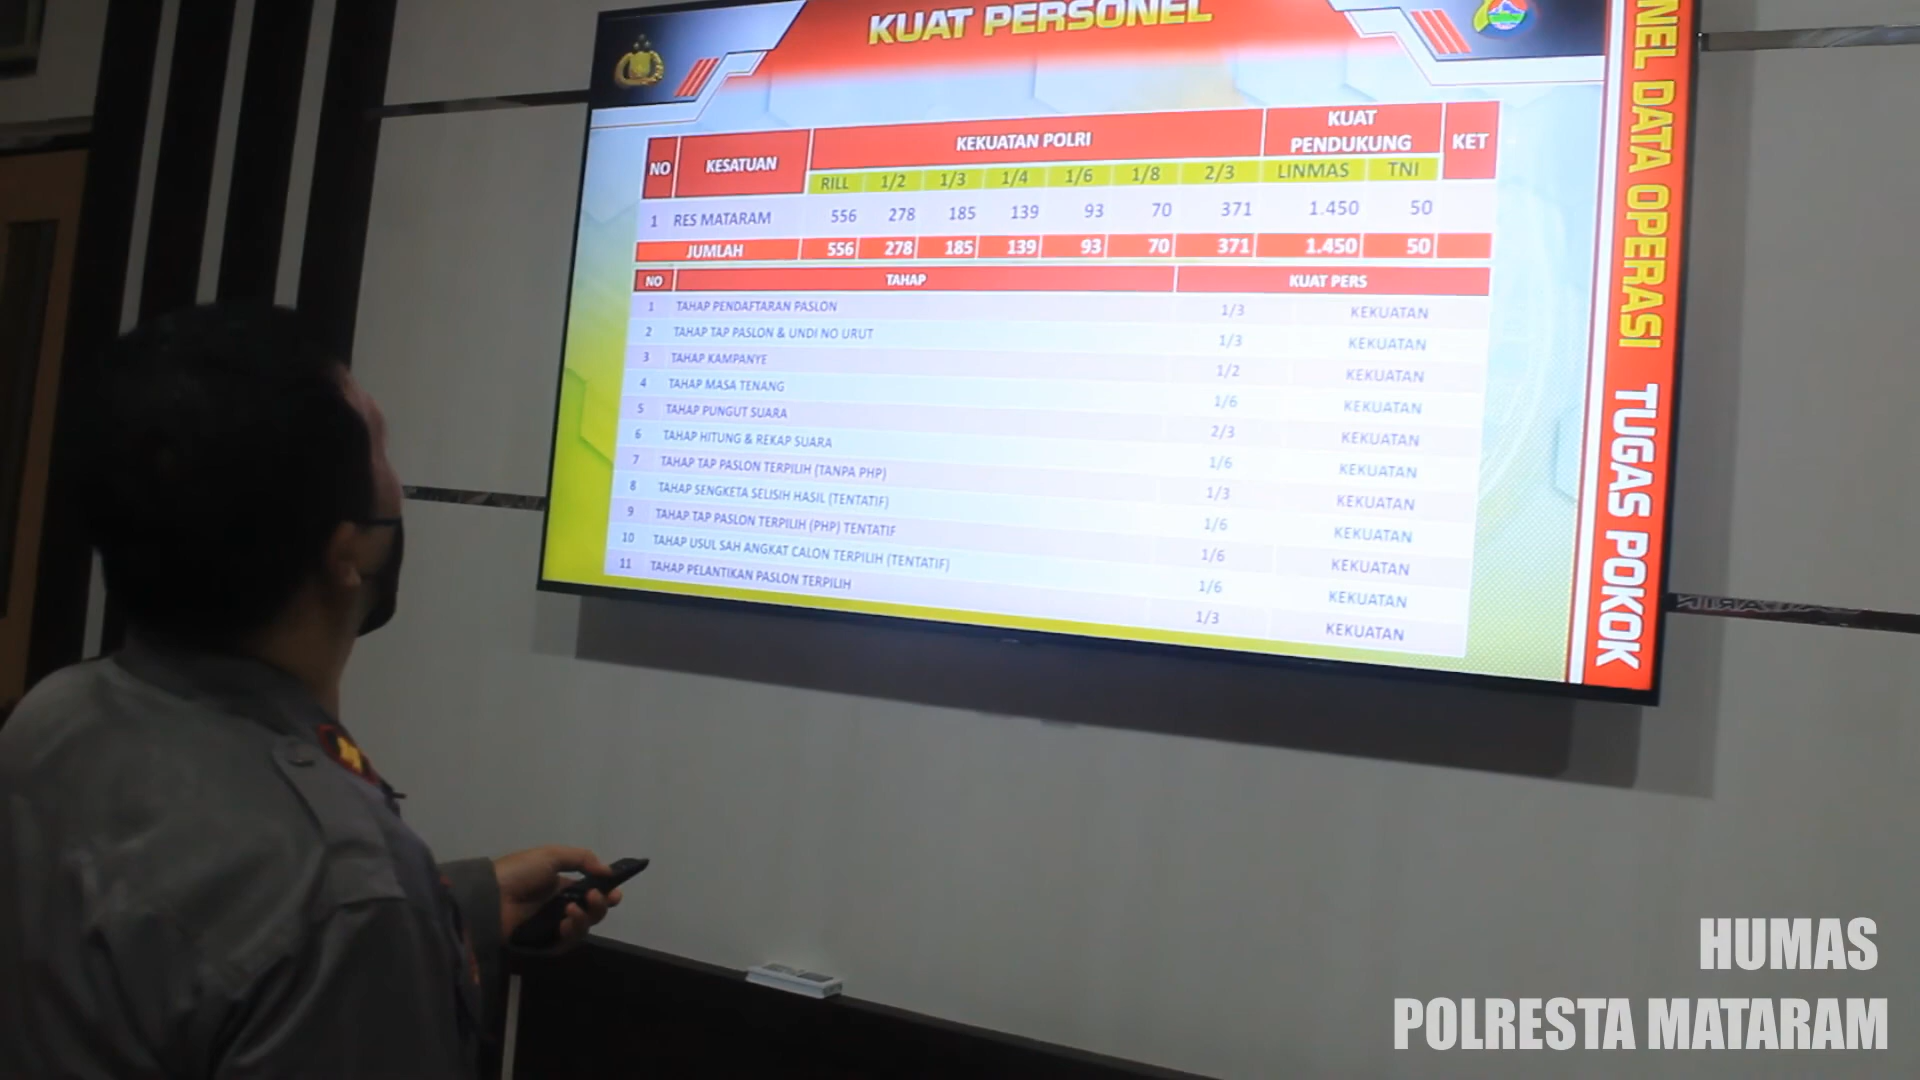 KUAT PERSONEL
NO KESATUAN KEKUATAN POLRI KUAT PENDUKUNG KET
RILL 1/2 1/3 1/4 1/6 1/8 2/3 LINMAS TNI
1 RES MATARAM 556 278 185 139 93 70 371 1.450 50
JUMLAH 556 278 185 139 93 70 371 1.450 50
NO TAHAP KUAT PERS
1 TAHAP PENDAFTARAN PASLON 1/3 KEKUATAN
2 TAHAP TAP PASLON & UNDI NO URUT 1/3 KEKUATAN
3 TAHAP KAMPANYE 1/2 KEKUATAN
4 TAHAP MASA TENANG 1/6 KEKUATAN
5 TAHAP PUNGUT SUARA 2/3 KEKUATAN
6 TAHAP HITUNG & REKAP SUARA 1/6 KEKUATAN
7 TAHAP TAP PASLON TERPILIH (TANPA PHP) 1/3 KEKUATAN
8 TAHAP SENGKETA SELISIH HASIL (TENTATIF) 1/6 KEKUATAN
9 TAHAP TAP PASLON TERPILIH (PHP) TENTATIF 1/6 KEKUATAN
10 TAHAP USUL SAH ANGKAT CALON TERPILIH (TENTATIF) 1/6 KEKUATAN
11 TAHAP PELANTIKAN PASLON TERPILIH 1/3 KEKUATAN
NEL DATA OPERASI TUGAS POKOK
HUMAS
POLRESTA MATARAM